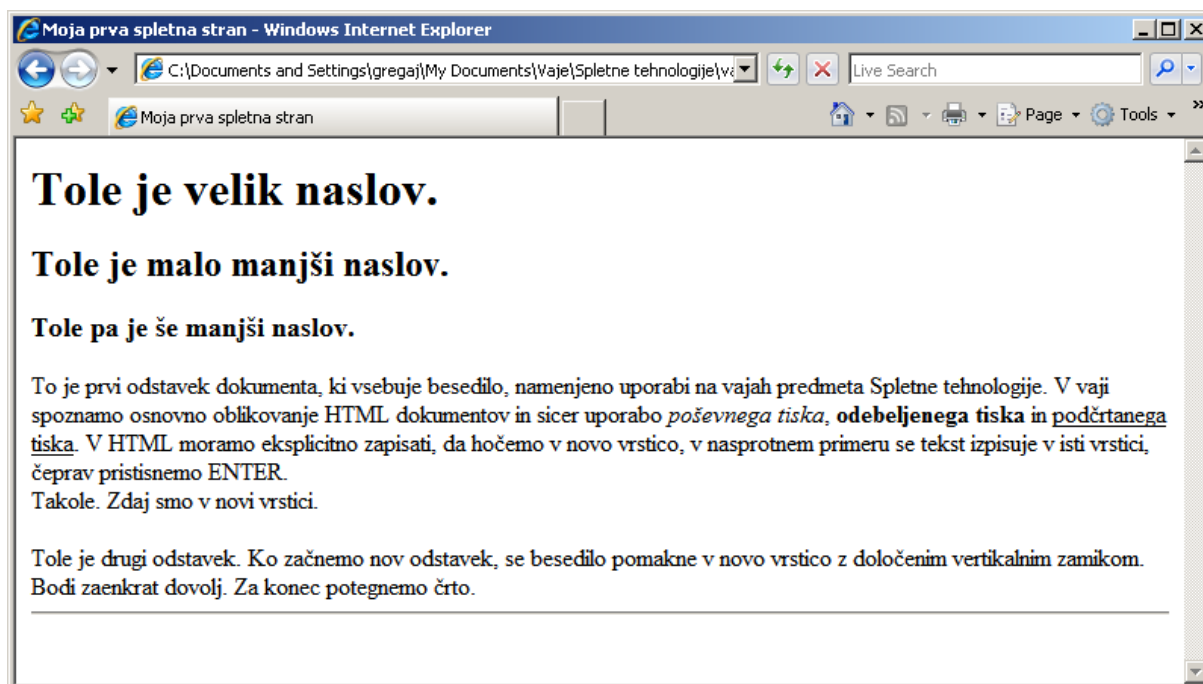 Moja prva spletna stran - Windows Internet Explorer
C:\Documents and Settings\gregaj\My Documents\Vaje\Spletne tehnologije\va
Live Search
Moja prva spletna stran
Page
Tools
Tole je velik naslov.
Tole je malo manjši naslov.
Tole pa je še manjši naslov.
To je prvi odstavek dokumenta, ki vsebuje besedilo, namenjeno uporabi na vajah predmeta Spletne tehnologije. V vaji
spoznamo osnovno oblikovanje HTML dokumentov in sicer uporabo poševnega tiska, odebeljenega tiska in podčrtanega
tiska. V HTML moramo eksplicitno zapisati, da hočemo v novo vrstico, v nasprotnem primeru se tekst izpisuje v isti vrstici,
čeprav pristisnemo ENTER.
Takole. Zdaj smo v novi vrstici.
Tole je drugi odstavek. Ko začnemo nov odstavek, se besedilo pomakne v novo vrstico z določenim vertikalnim zamikom.
Bodi zaenkrat dovolj. Za konec potegnemo črto.